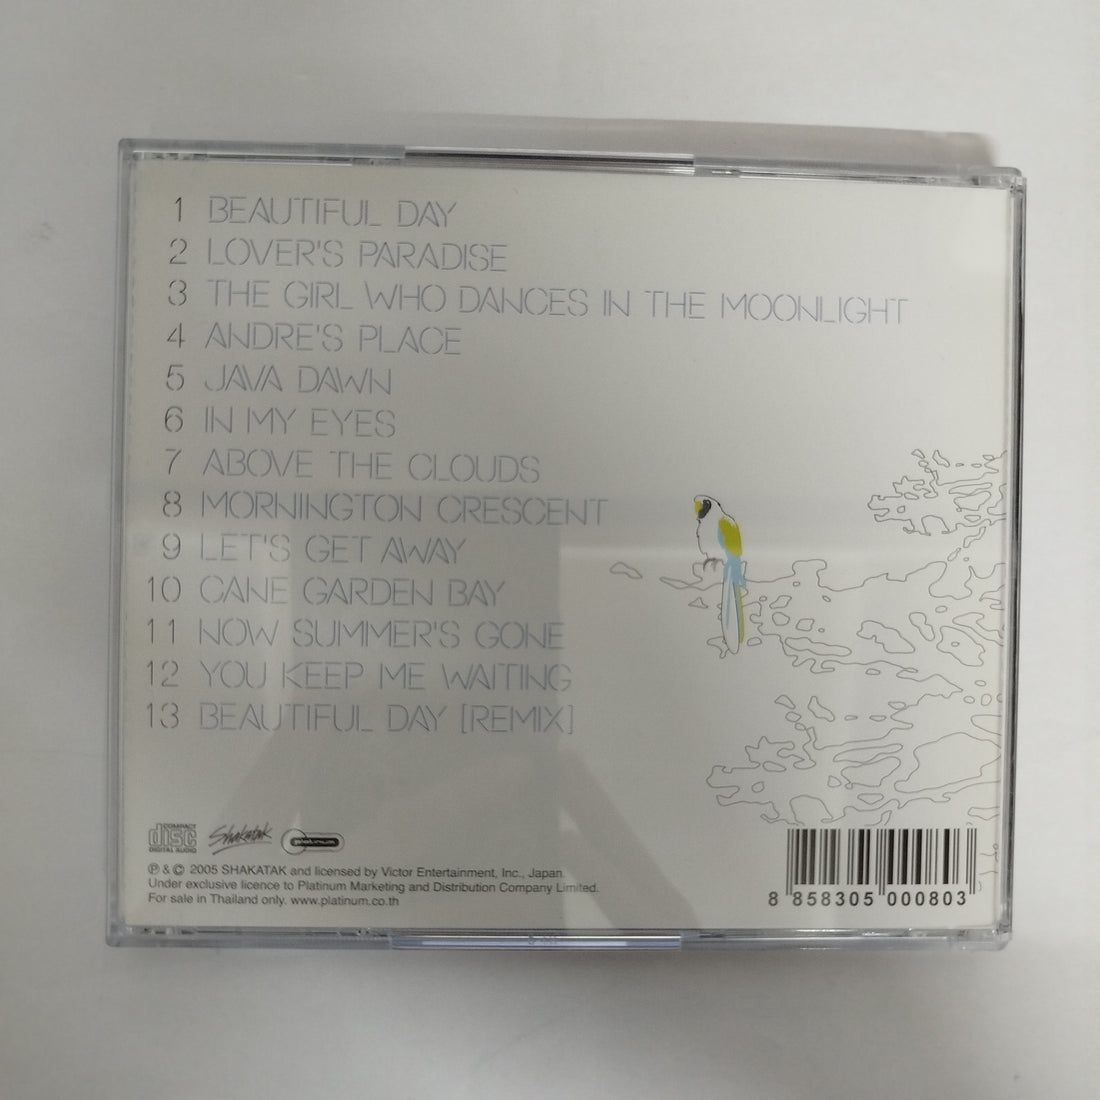 1 BEAUTIFUL DAY
2 LOVER'S PARADISE
3 THE GIRL WHO DANCES IN THE MOONLIGHT
4 ANDRE'S PLACE
5 JAVA DAWN
6 IN MY EYES
7 ABOVE THE CLOUDS
8 MORNINGTON CRESCENT
9 LET'S GET AWAY
10 CANE GARDEN BAY
11 NOW SUMMER'S GONE
12 YOU KEEP ME WAITING
13 BEAUTIFUL DAY [REMIX]
COMPACT
disc
DIGITAL AUDIO
Shakatak
platinum
℗ & © 2005 SHAKATAK and licensed by Victor Entertainment, Inc., Japan.
Under exclusive licence to Platinum Marketing and Distribution Company Limited.
For sale in Thailand only. www.platinum.co.th
8 858305 000803